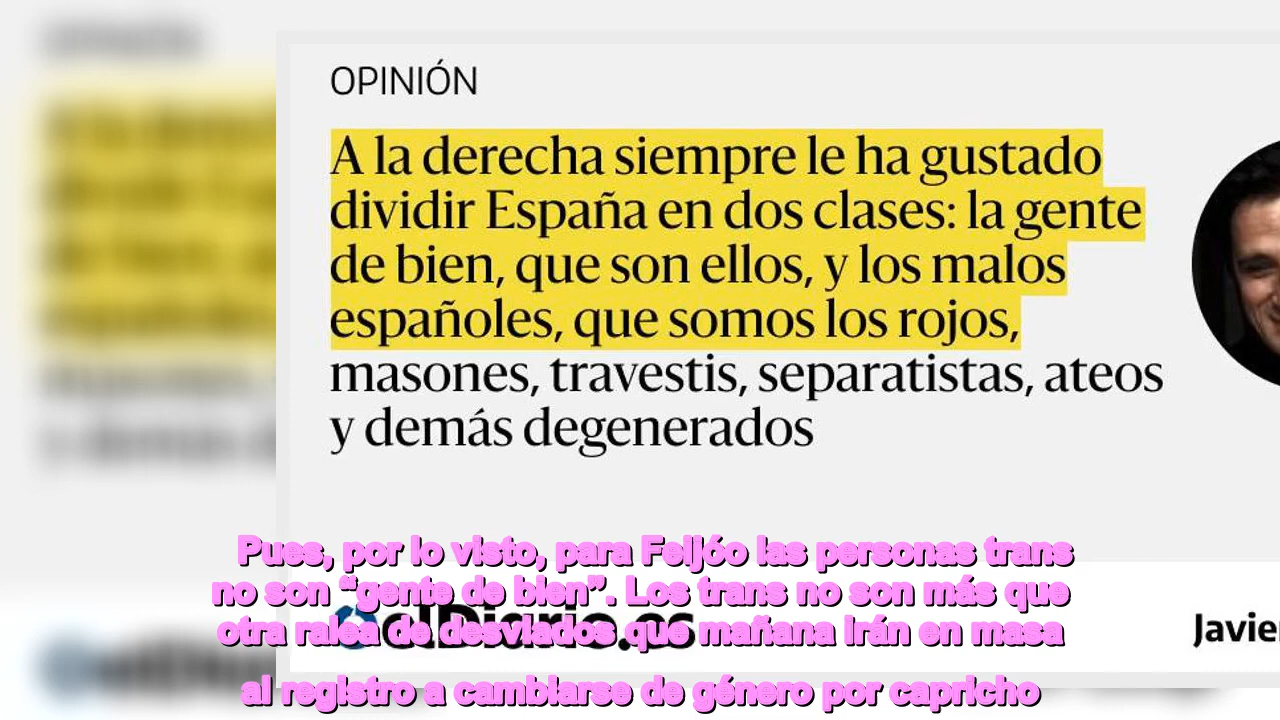 OPINIÓN
A la derecha siempre le ha gustado
dividir España en dos clases: la gente
de bien, que son ellos, y los malos
españoles, que somos los rojos,
masones, travestis, separatistas, ateos
y demás degenerados
Pues, por lo visto, para Feijóo las personas trans
no son “gente de bien”. Los trans no son más que
elDiario.es
otra ralea de desviados que mañana irán en masa
Javie
al registro a cambiarse de género por capricho